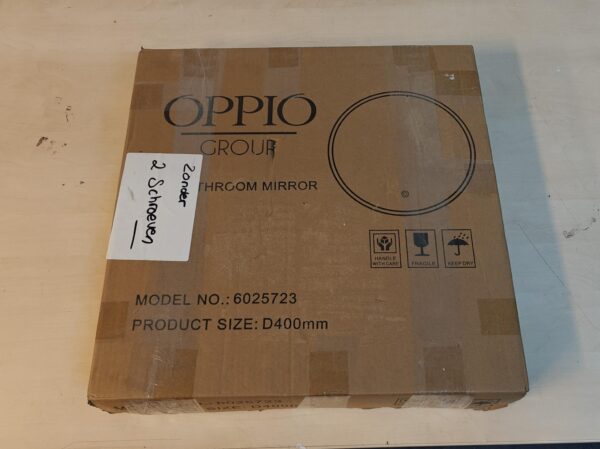 OPPIO
GROUP
THROOM MIRROR
Zonder
2 Schroeven
HANDLE
WITH CARE
FRAGILE
KEEP DRY
MODEL NO.: 6025723
PRODUCT SIZE: D400mm